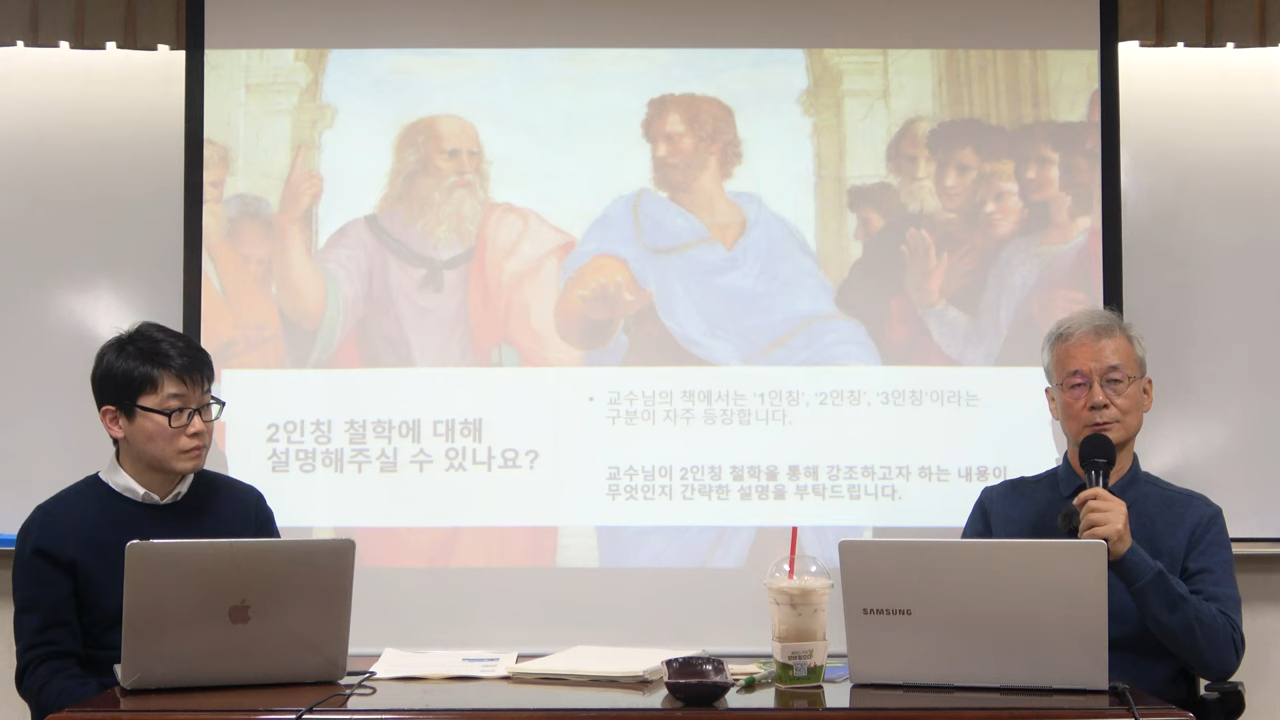 2인칭 철학에 대해
설명해주실 수 있나요?
• 교수님의 책에서는 '1인칭', '2인칭', '3인칭'이라는
구분이 자주 등장합니다.
교수님이 2인칭 철학을 통해 강조하고자 하는 내용이
무엇인지 간략한 설명을 부탁드립니다.
SAMSUNG